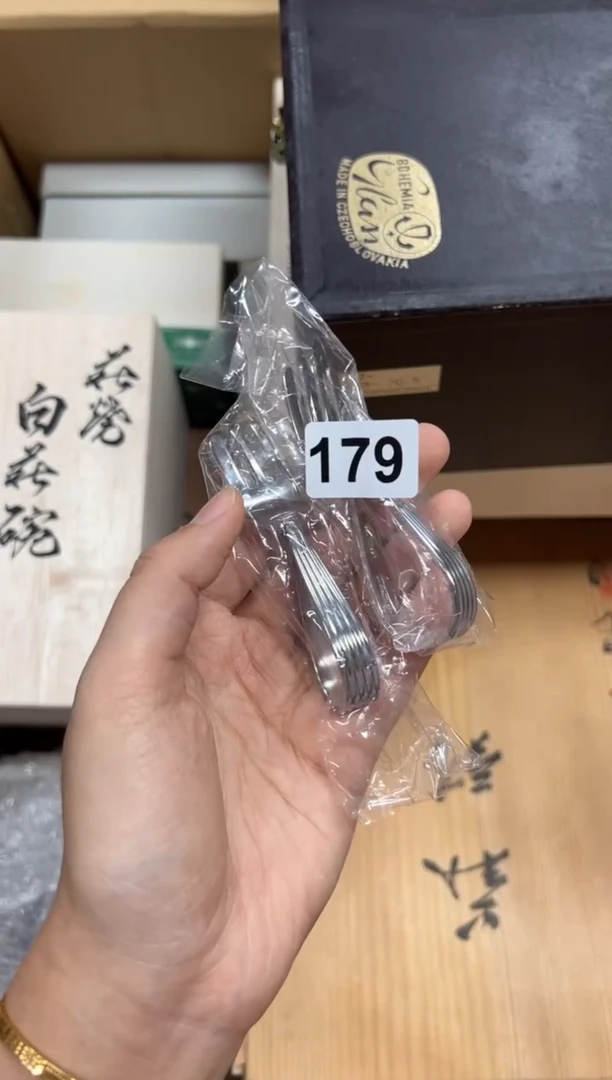 BOHEMIA
Glass
MADE IN CZECHOSLOVAKIA
179
萩焼
白萩碗